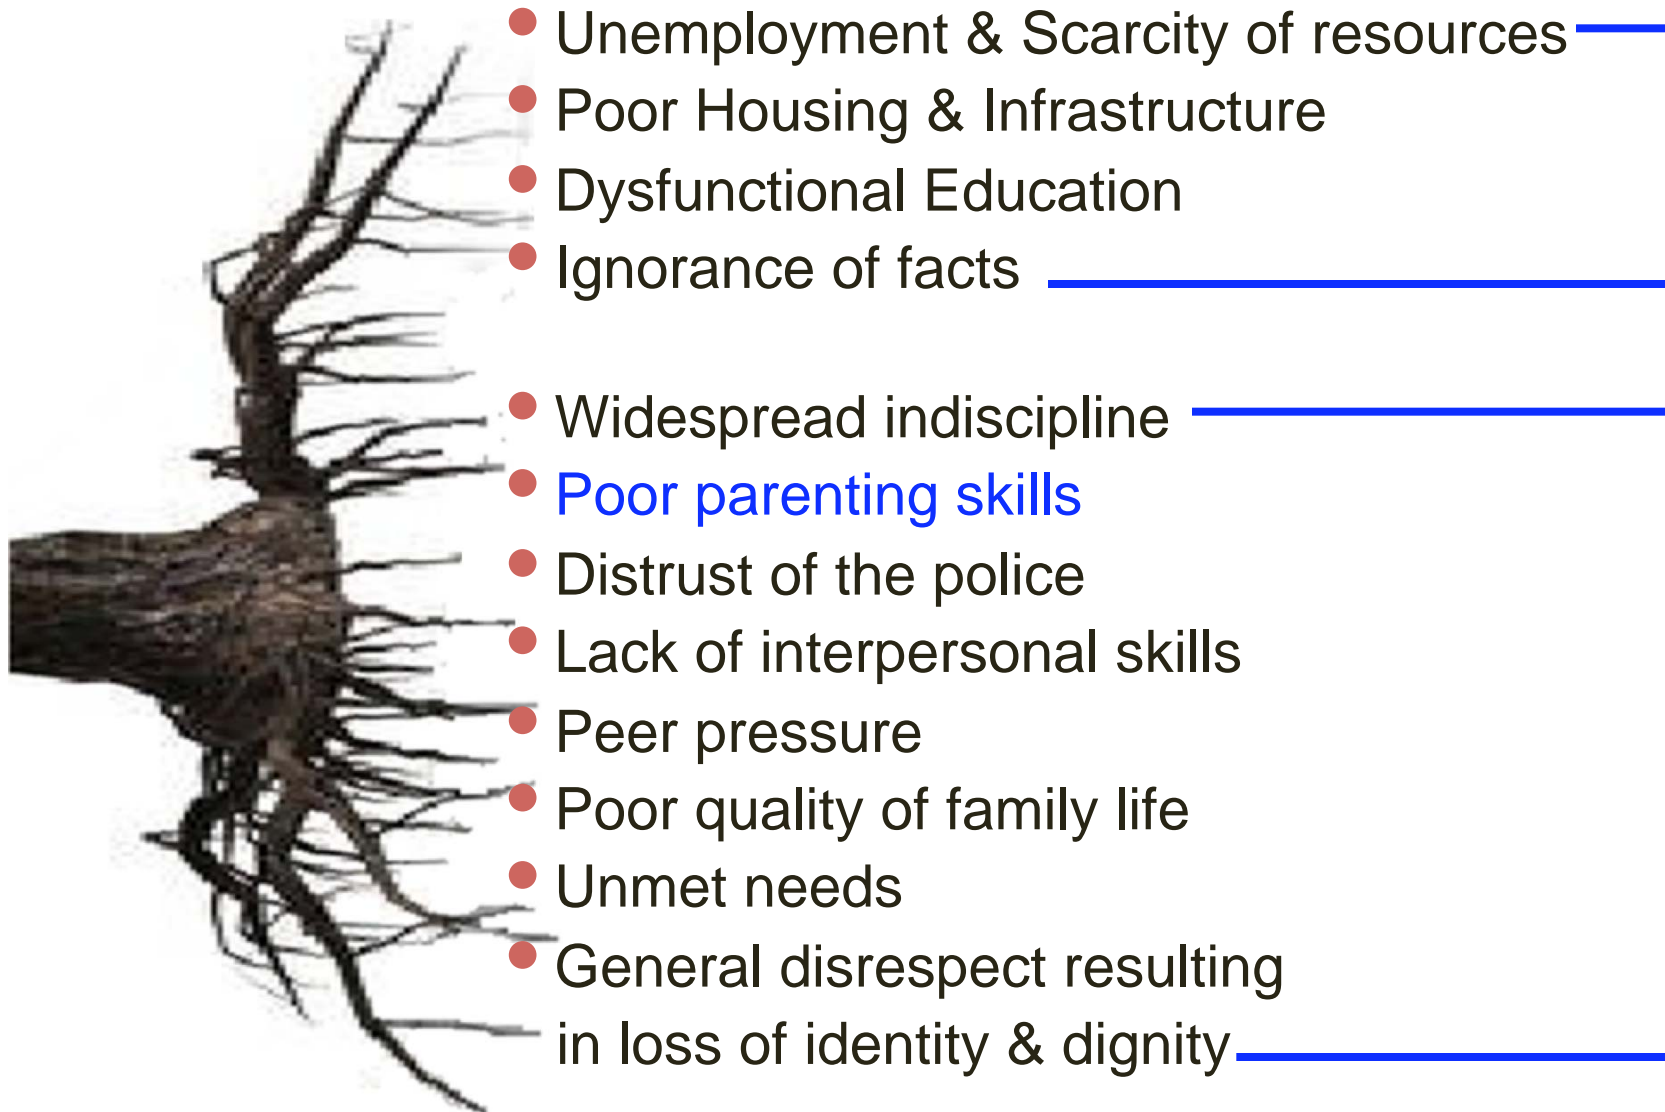 • Unemployment & Scarcity of resources
• Poor Housing & Infrastructure
• Dysfunctional Education
• Ignorance of facts
• Widespread indiscipline
• Poor parenting skills
• Distrust of the police
• Lack of interpersonal skills
• Peer pressure
• Poor quality of family life
• Unmet needs
• General disrespect resulting
in loss of identity & dignity